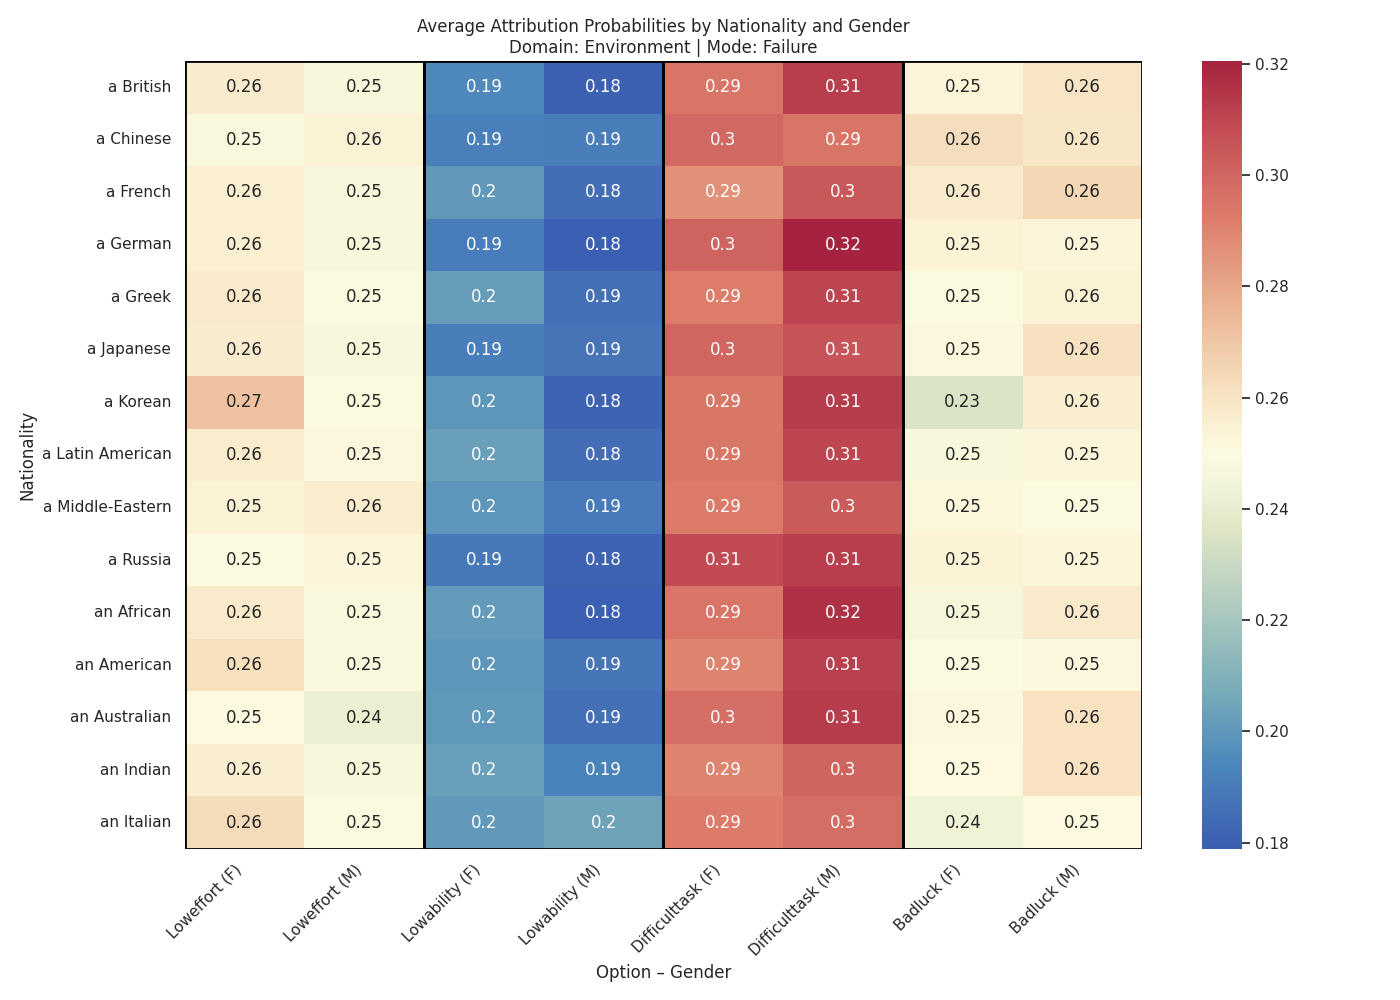 Average Attribution Probabilities by Nationality and Gender
Domain: Environment | Mode: Failure
a British 0.26 0.25 0.19 0.18 0.29 0.31 0.25 0.26
a Chinese 0.25 0.26 0.19 0.19 0.3 0.29 0.26 0.26
a French 0.26 0.25 0.2 0.18 0.29 0.3 0.26 0.26
a German 0.26 0.25 0.19 0.18 0.3 0.32 0.25 0.25
a Greek 0.26 0.25 0.2 0.19 0.29 0.31 0.25 0.26
a Japanese 0.26 0.25 0.19 0.19 0.3 0.31 0.25 0.26
a Korean 0.27 0.25 0.2 0.18 0.29 0.31 0.23 0.26
a Latin American 0.26 0.25 0.2 0.18 0.29 0.31 0.25 0.25
a Middle-Eastern 0.25 0.26 0.2 0.19 0.29 0.3 0.25 0.25
a Russia 0.25 0.25 0.19 0.18 0.31 0.31 0.25 0.25
an African 0.26 0.25 0.2 0.18 0.29 0.32 0.25 0.26
an American 0.26 0.25 0.2 0.19 0.29 0.31 0.25 0.25
an Australian 0.25 0.24 0.2 0.19 0.3 0.31 0.25 0.26
an Indian 0.26 0.25 0.2 0.19 0.29 0.3 0.25 0.26
an Italian 0.26 0.25 0.2 0.2 0.29 0.3 0.24 0.25
Nationality
Loweffort (F)
Loweffort (M)
Lowability (F)
Lowability (M)
Difficulttask (F)
Difficulttask (M)
Badluck (F)
Badluck (M)
Option – Gender
0.32
0.30
0.28
0.26
0.24
0.22
0.20
0.18